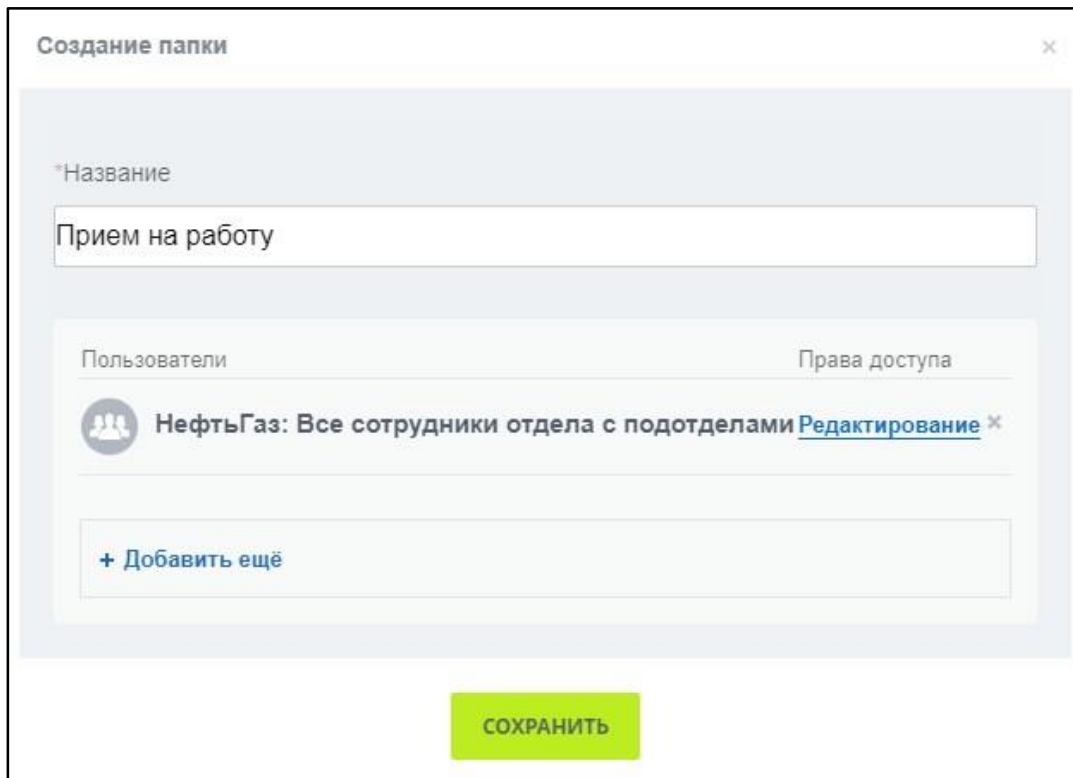 Создание папки
*Название
Прием на работу
Пользователи Права доступа
НефтьГаз: Все сотрудники отдела с подотделами Редактирование
+ Добавить ещё
СОХРАНИТЬ